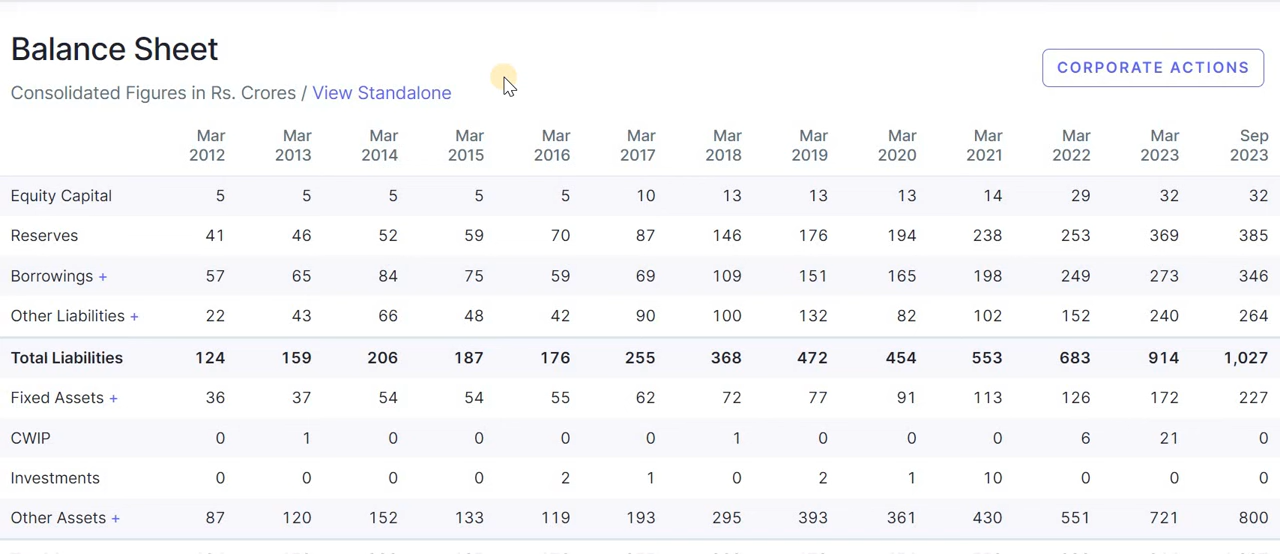 Balance Sheet
CORPORATE ACTIONS
Consolidated Figures in Rs. Crores / View Standalone
Mar 2012 Mar 2013 Mar 2014 Mar 2015 Mar 2016 Mar 2017 Mar 2018 Mar 2019 Mar 2020 Mar 2021 Mar 2022 Mar 2023 Sep 2023
Equity Capital 5 5 5 5 5 10 13 13 13 14 29 32 32
Reserves 41 46 52 59 70 87 146 176 194 238 253 369 385
Borrowings + 57 65 84 75 59 69 109 151 165 198 249 273 346
Other Liabilities + 22 43 66 48 42 90 100 132 82 102 152 240 264
Total Liabilities 124 159 206 187 176 255 368 472 454 553 683 914 1,027
Fixed Assets + 36 37 54 54 55 62 72 77 91 113 126 172 227
CWIP 0 1 0 0 0 0 1 0 0 0 6 21 0
Investments 0 0 0 0 2 1 0 2 1 10 0 0 0
Other Assets + 87 120 152 133 119 193 295 393 361 430 551 721 800